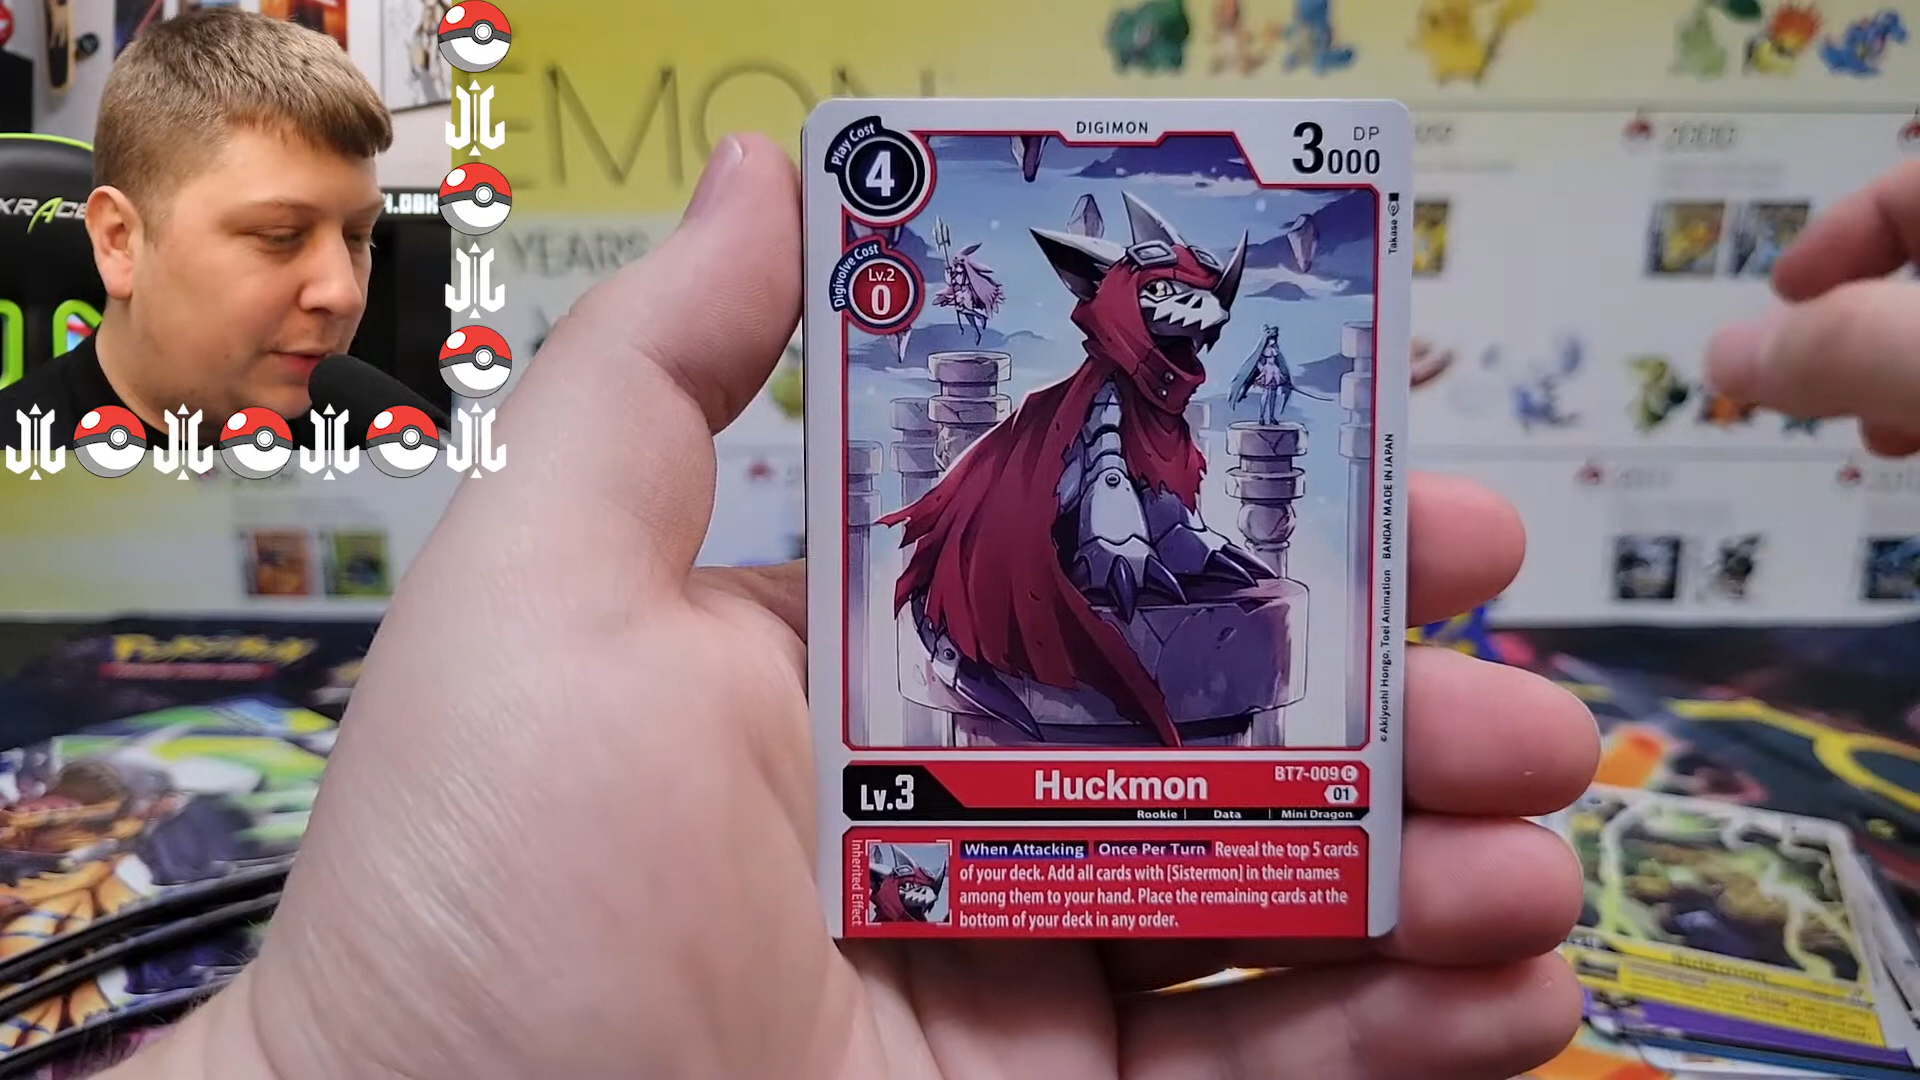 EMON
YEARS
XRACE
DIGIMON
Play Cost
4
3000
DP
Digivolve Cost
Lv.2
0
Takase
©Akiyoshi Hongo, Toei Animation BANDAI MADE IN JAPAN
Lv.3
Huckmon
BT7-009 C
01
Rookie | Data | Mini Dragon
Inherited Effect
When Attacking Once Per Turn Reveal the top 5 cards
of your deck. Add all cards with [Sistermon] in their names
among them to your hand. Place the remaining cards at the
bottom of your deck in any order.
Pokémon